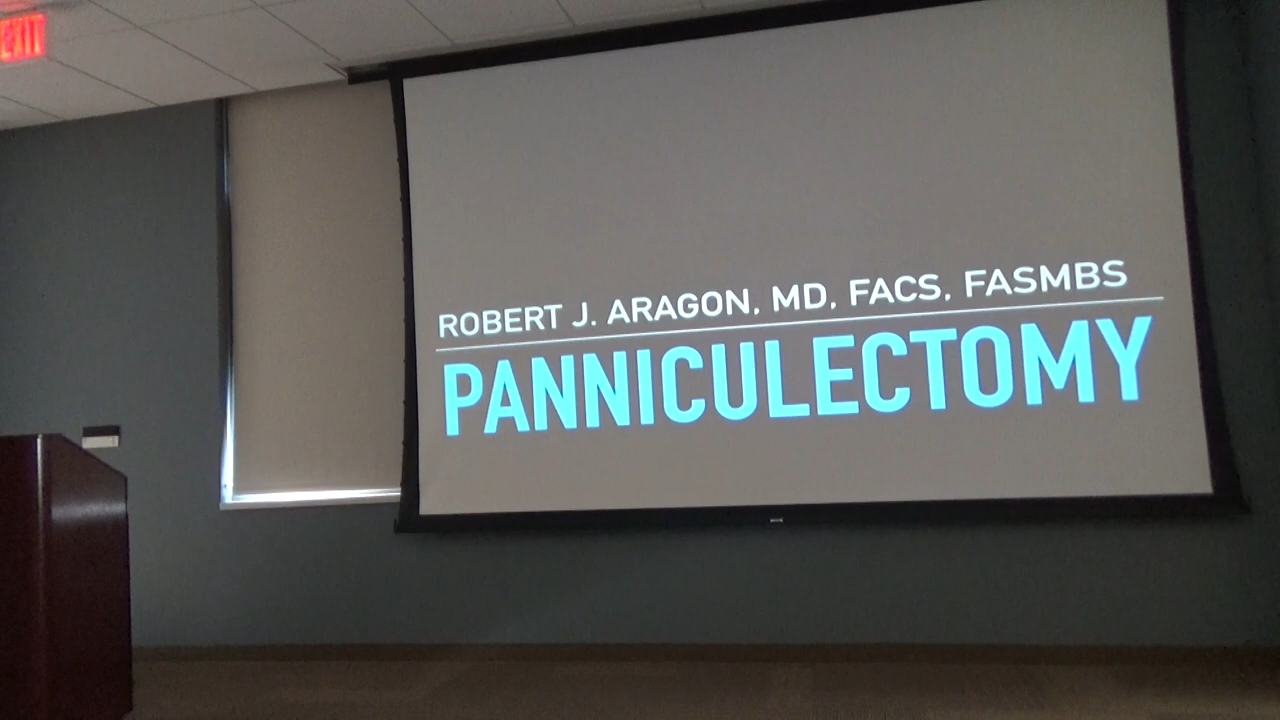 EXIT
ROBERT J. ARAGON, MD, FACS, FASMBS
PANNICULECTOMY